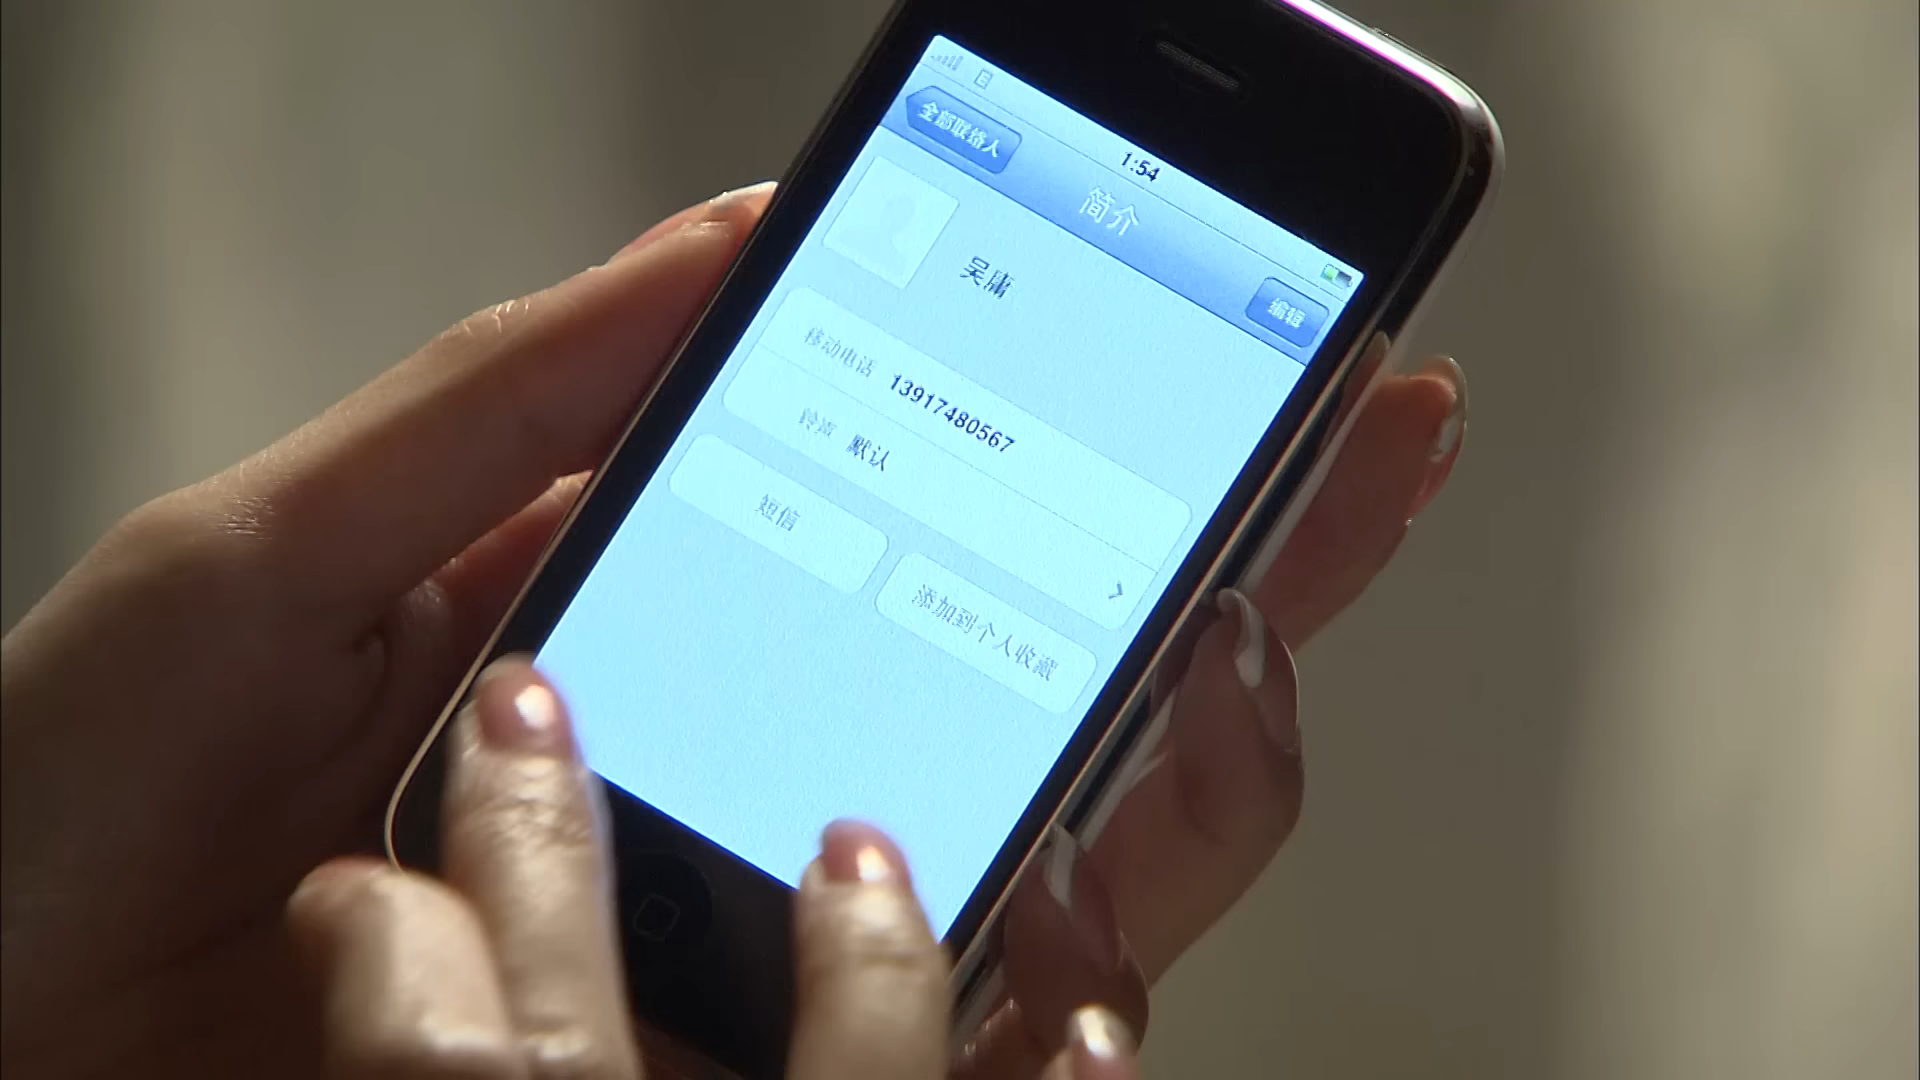 1:54
全部联络人
简介
编辑
吴庸
移动电话 13917480567
铃声 默认
短信
添加到个人收藏